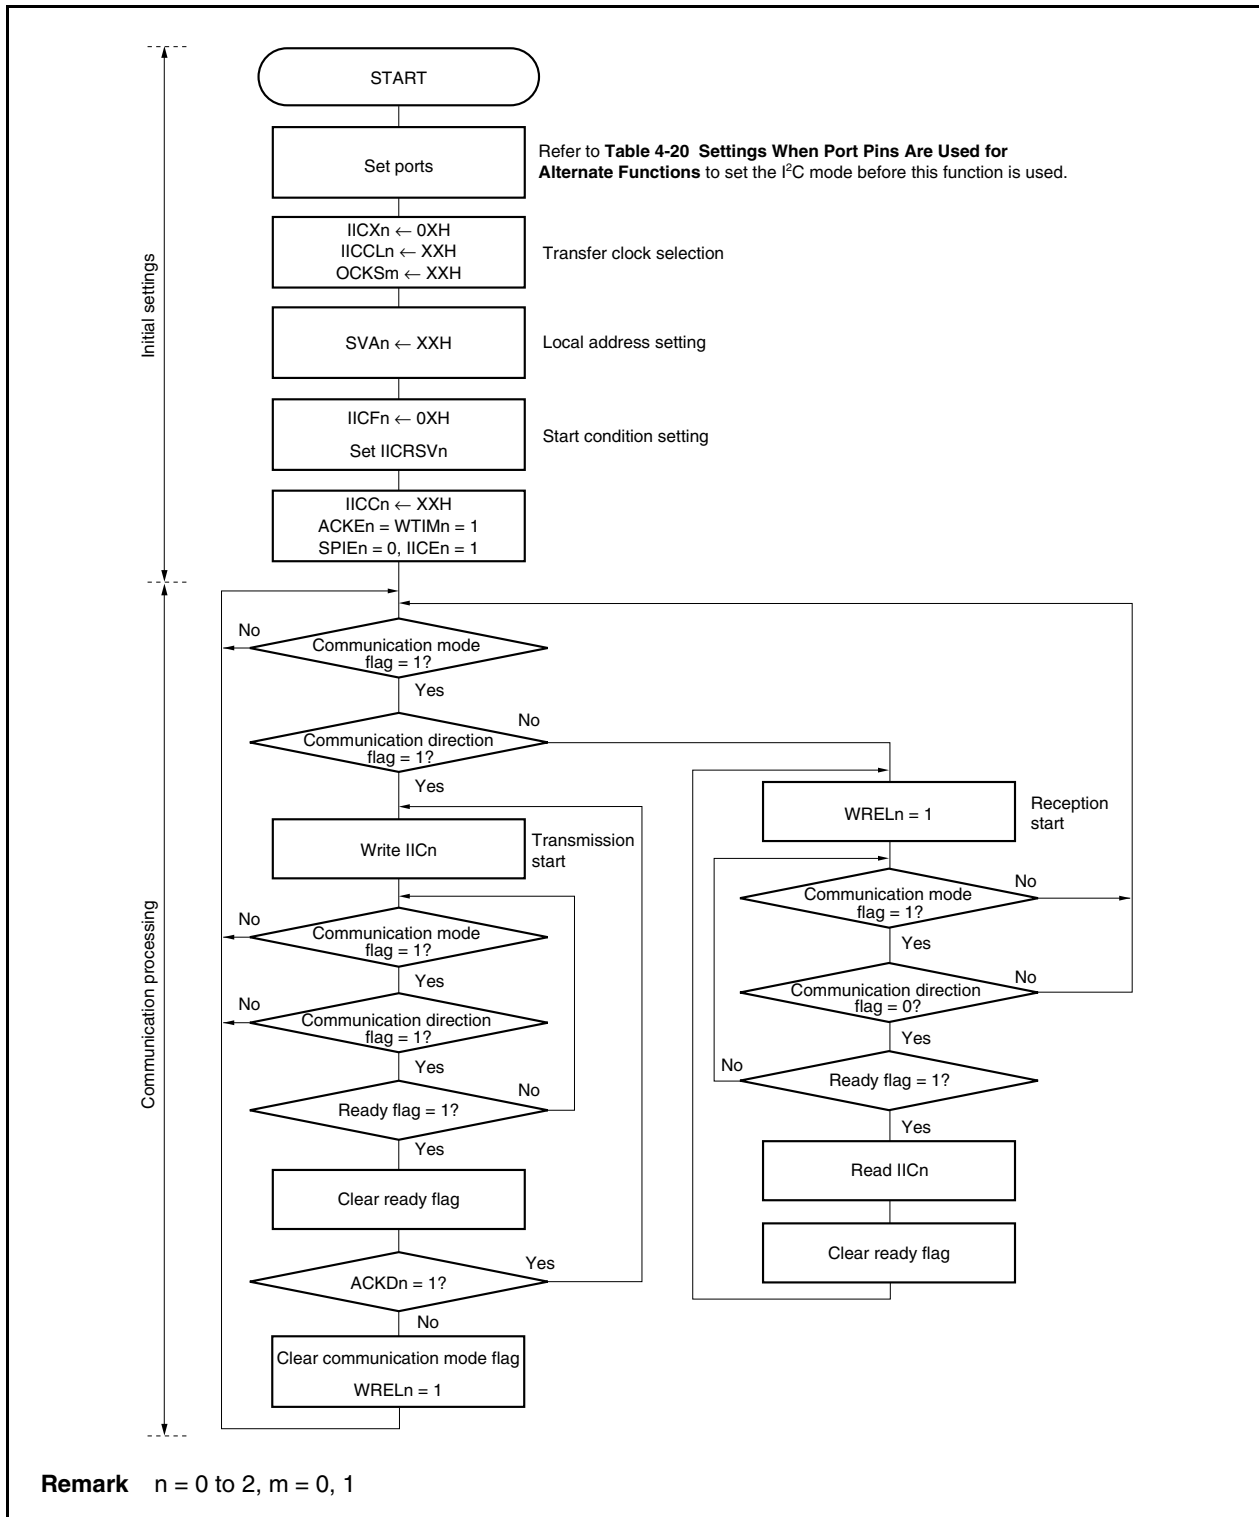 START
Set ports
Refer to Table 4-20 Settings When Port Pins Are Used for
Alternate Functions to set the I²C mode before this function is used.
IICXn ← 0XH
IICCLn ← XXH
OCKSm ← XXH
Transfer clock selection
SVAn ← XXH
Local address setting
IICFn ← 0XH
Set IICRSVn
Start condition setting
IICCn ← XXH
ACKEn = WTIMn = 1
SPIEn = 0, IICEn = 1
Initial settings
Communication mode
flag = 1?
No
Yes
Communication direction
flag = 1?
No
Yes
Write IICn
Transmission
start
Communication mode
flag = 1?
No
Yes
Communication direction
flag = 1?
No
Yes
Ready flag = 1?
No
Yes
Clear ready flag
ACKDn = 1?
Yes
No
Clear communication mode flag
WRELn = 1
WRELn = 1
Reception
start
Communication mode
flag = 1?
No
Yes
Communication direction
flag = 0?
No
Yes
Ready flag = 1?
No
Yes
Read IICn
Clear ready flag
Communication processing
Remark n = 0 to 2, m = 0, 1